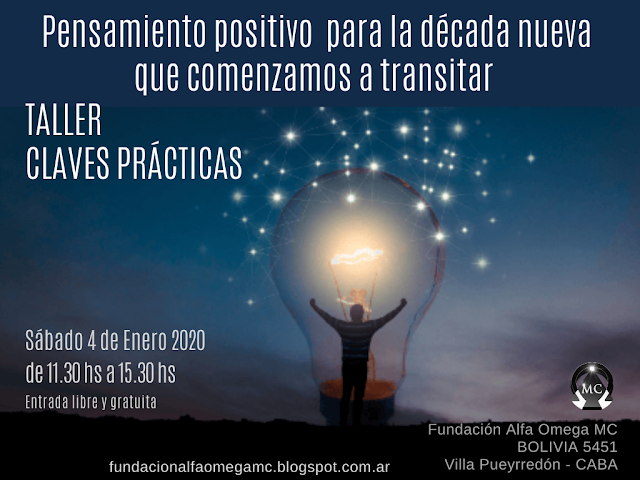 Pensamiento positivo para la década nueva
que comenzamos a transitar
TALLER
CLAVES PRÁCTICAS
Sábado 4 de Enero 2020
de 11.30 hs a 15.30 hs
Entrada libre y gratuita
MC
Fundación Alfa Omega MC
BOLIVIA 5451
Villa Pueyrredón - CABA
fundacionalfaomegamc.blogspot.com.ar